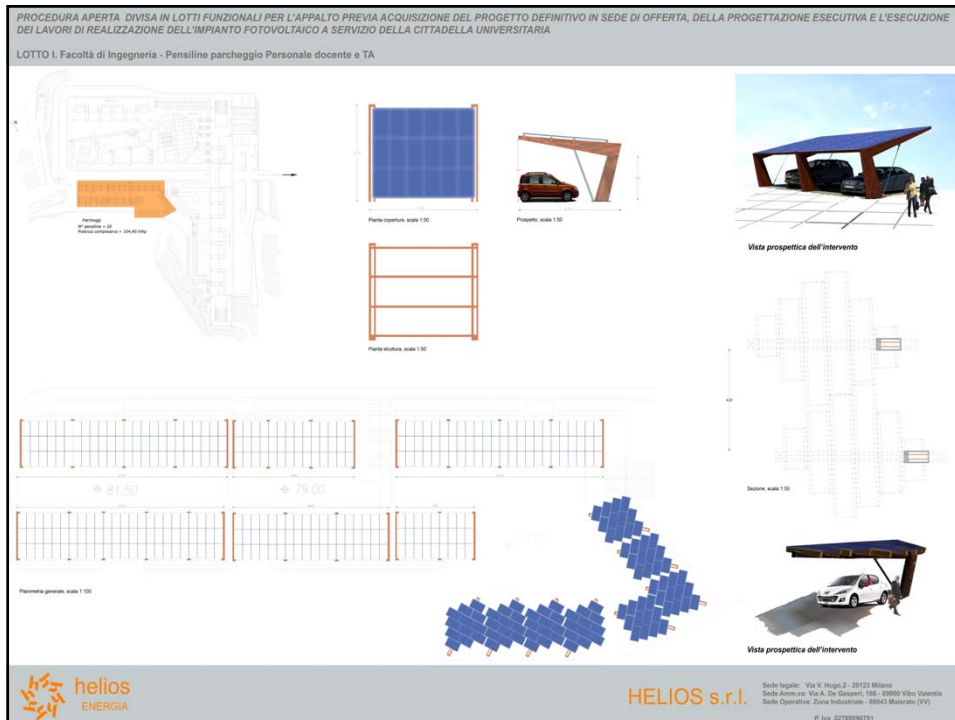 PROCEDURA APERTA DIVISA IN LOTTI FUNZIONALI PER L'APPALTO PREVIA ACQUISIZIONE DEL PROGETTO DEFINITIVO IN SEDE DI OFFERTA, DELLA PROGETTAZIONE ESECUTIVA E L'ESECUZIONE
DEI LAVORI DI REALIZZAZIONE DELL'IMPIANTO FOTOVOLTAICO A SERVIZIO DELLA CITTADELLA UNIVERSITARIA
LOTTO I. Facoltà di Ingegneria - Pensiline parcheggio Personale docente e TA
Parcheggi
N° pensiline = 29
Potenza complessiva = 104,40 kWp
Pianta coperture, scala 1:50
Prospetto, scala 1:50
Vista prospettica dell'intervento
Pianta strutture, scala 1:50
81.50
79.00
Sezione, scala 1:50
Planimetria generale, scala 1:100
Vista prospettica dell'intervento
helios
ENERGIA
HELIOS s.r.l.
Sede legale: Via V. Hugo,2 - 20123 Milano
Sede Amm.va: Via A. De Gasperi, 186 - 89900 Vibo Valentia
Sede Operativa: Zona Industriale - 89843 Maierato (VV)
P. Iva